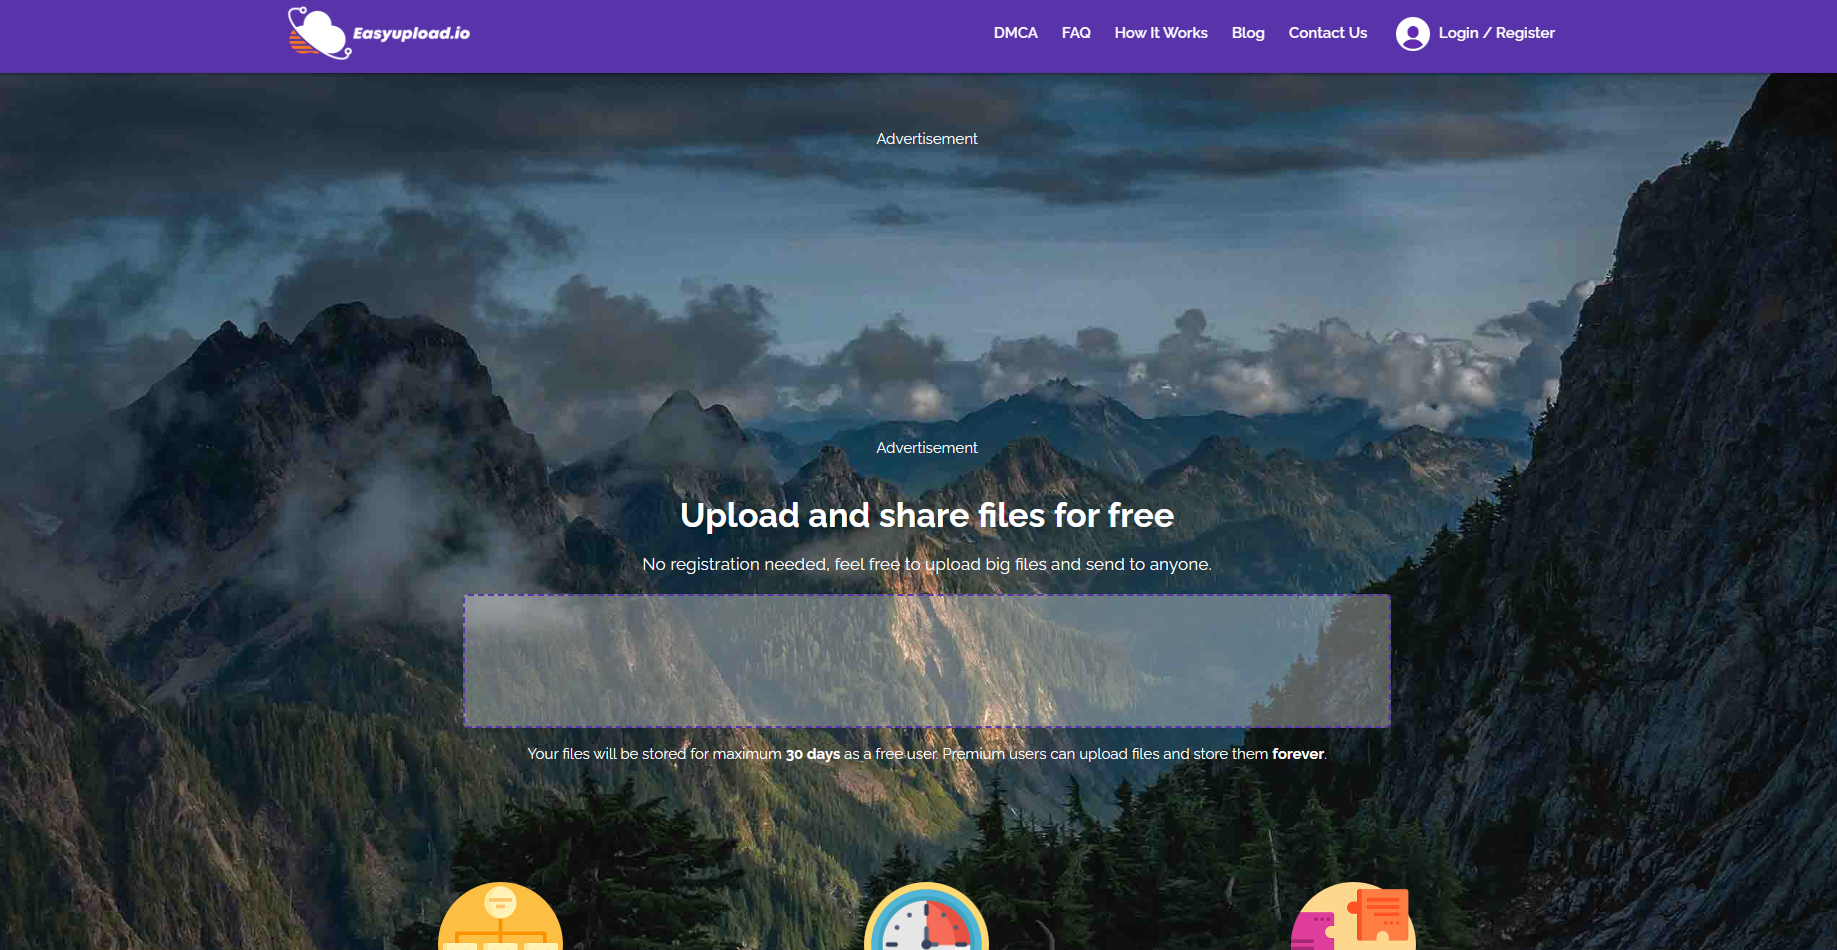 Easyupload.io
DMCA FAQ How It Works Blog Contact Us Login / Register
Advertisement
Advertisement
Upload and share files for free
No registration needed, feel free to upload big files and send to anyone.
Your files will be stored for maximum 30 days as a free user. Premium users can upload files and store them forever.